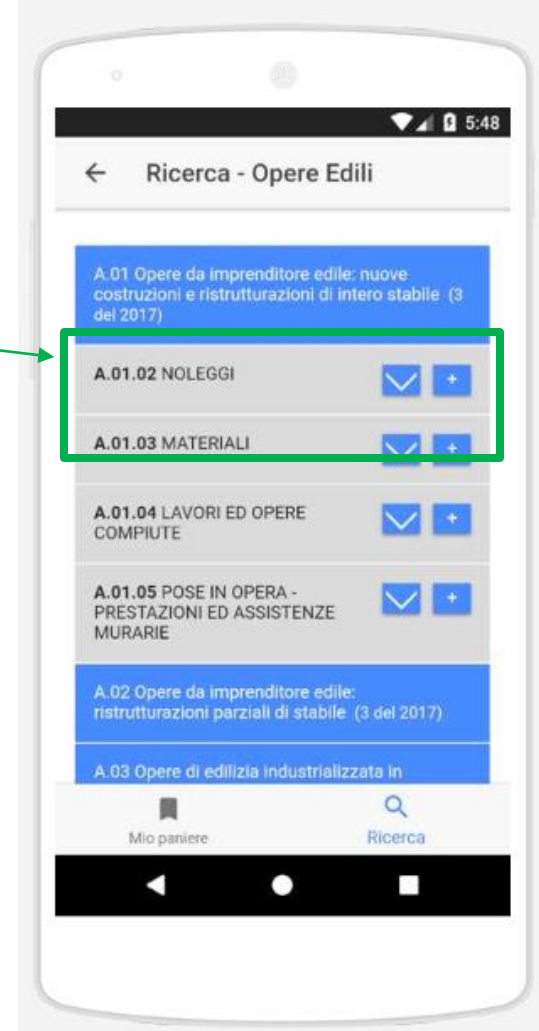 5:48
Ricerca - Opere Edili
A.01 Opere da imprenditore edile: nuove
costruzioni e ristrutturazioni di intero stabile (3
del 2017)
A.01.02 NOLEGGI
+
A.01.03 MATERIALI
+
A.01.04 LAVORI ED OPERE
COMPIUTE
+
A.01.05 POSE IN OPERA -
PRESTAZIONI ED ASSISTENZE
MURARIE
+
A.02 Opere da imprenditore edile:
ristrutturazioni parziali di stabile (3 del 2017)
A.03 Opere di edilizia industrializzata in
Mio paniere
Ricerca